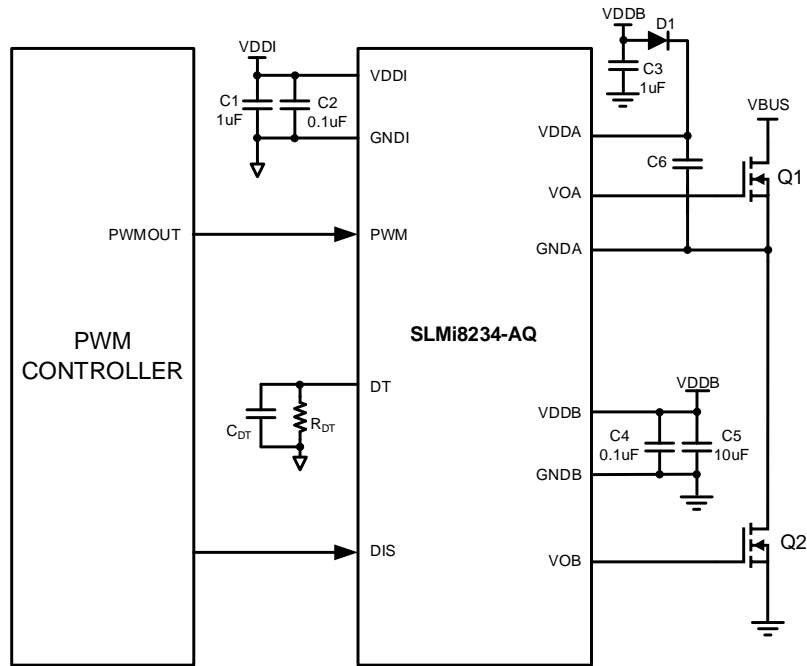 VDDI
C1
1uF
C2
0.1uF
VDDI
GNDI
VDDB
D1
C3
1uF
VBUS
VDDA
C6
VOA
Q1
PWMOUT
PWM
GNDA
SLMi8234-AQ
PWM
CONTROLLER
DT
CDT
RDT
VDDB
VDDB
C4
0.1uF
C5
10uF
GNDB
DIS
VOB
Q2